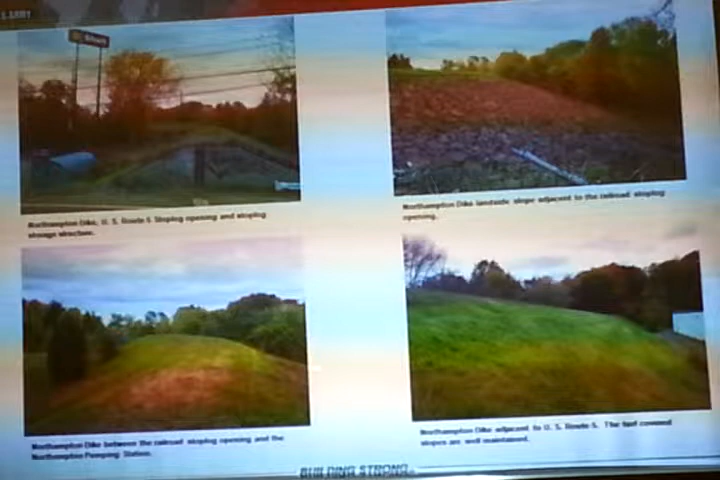 S.ARMY
Shell
Northampton Dike, U. S. Route 5 Stoplog opening and stoplog
storage structure.
Northampton Dike landside slope adjacent to the railroad stoplog
opening.
Northampton Dike between the railroad stoplog opening and the
Northampton Pumping Station.
Northampton Dike adjacent to U. S. Route 5. The turf covered
slopes are well maintained.
BUILDING STRONG